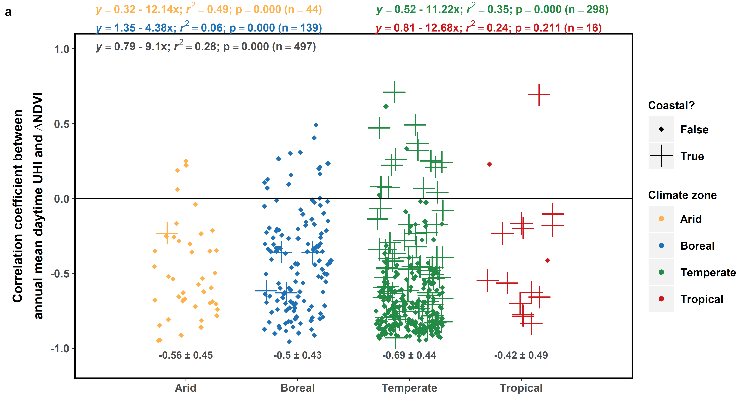 a
y = 0.32 - 12.14x; r² = 0.49; p = 0.000 (n = 44)
y = 0.52 - 11.22x; r² = 0.35; p = 0.000 (n = 298)
y = 1.35 - 4.38x; r² = 0.06; p = 0.000 (n = 139)
y = 0.81 - 12.68x; r² = 0.24; p = 0.211 (n = 16)
y = 0.79 - 9.1x; r² = 0.28; p = 0.000 (n = 497)
Correlation coefficient between
annual mean daytime UHI and ΔNDVI
1.0
0.5
0.0
-0.5
-1.0
-0.56 ± 0.45
-0.5 ± 0.43
-0.69 ± 0.44
-0.42 ± 0.49
Arid
Boreal
Temperate
Tropical
Coastal?
False
True
Climate zone
Arid
Boreal
Temperate
Tropical